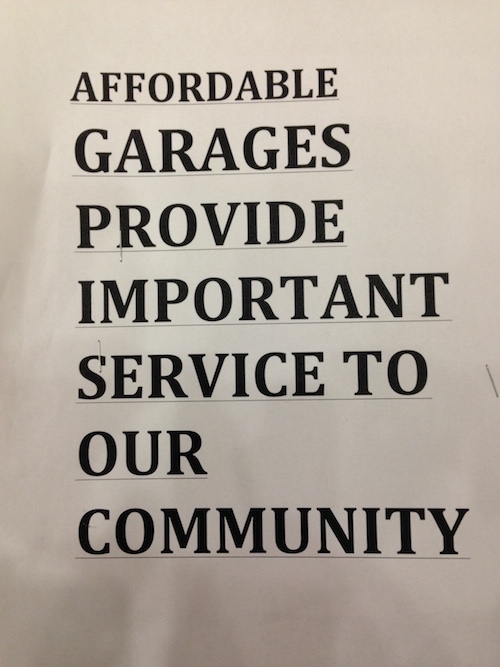 AFFORDABLE
GARAGES
PROVIDE
IMPORTANT
SERVICE TO
OUR
COMMUNITY